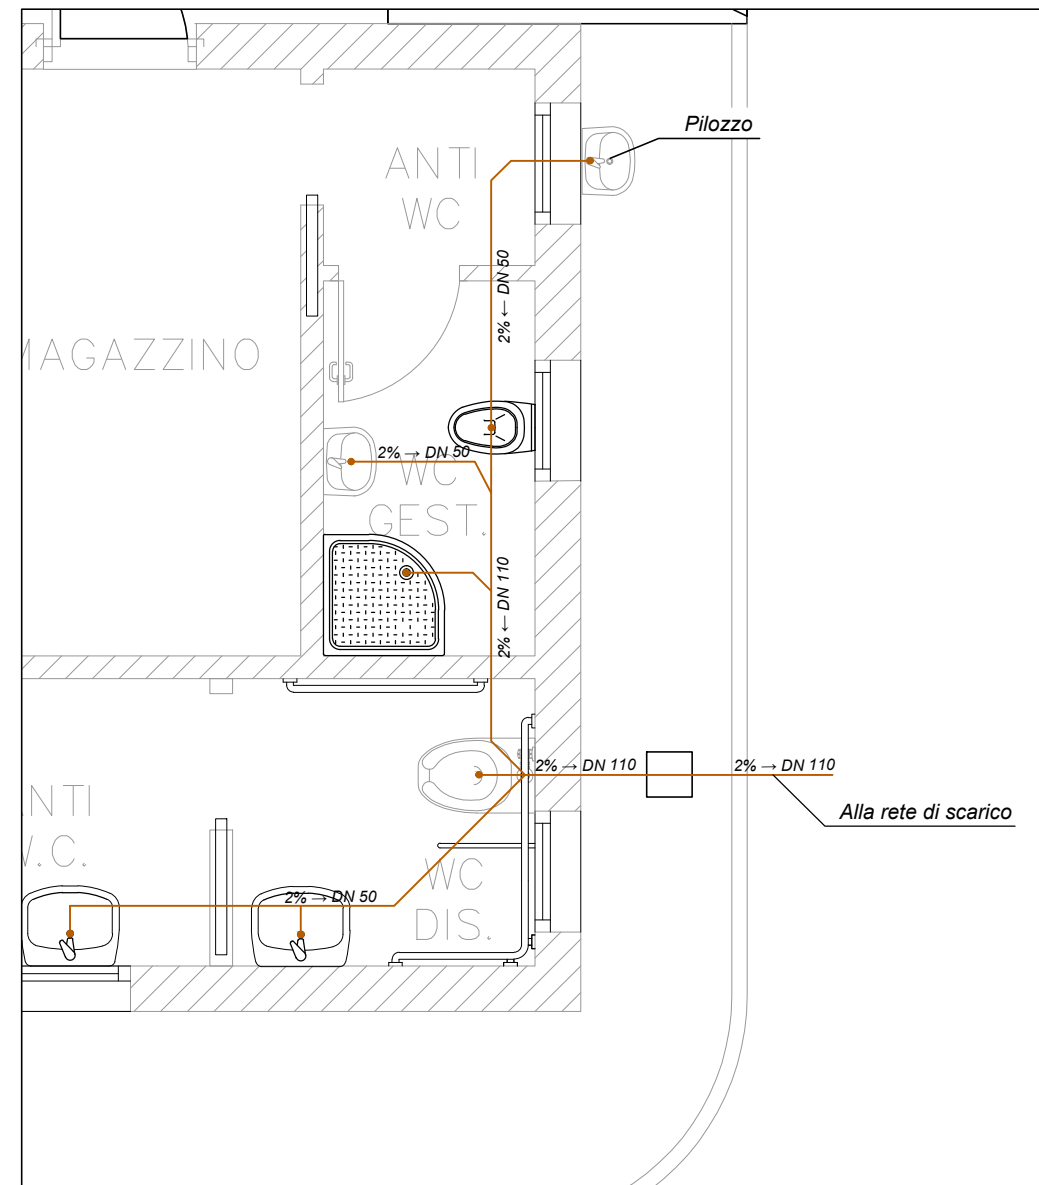 Pilozzo
ANTI
WC
2% ← DN 50
MAGAZZINO
2% → DN 50
WC
GEST.
2% ← DN 110
2% → DN 110
2% → DN 110
Alla rete di scarico
NTI
.C.
WC
DIS.
2% → DN 50